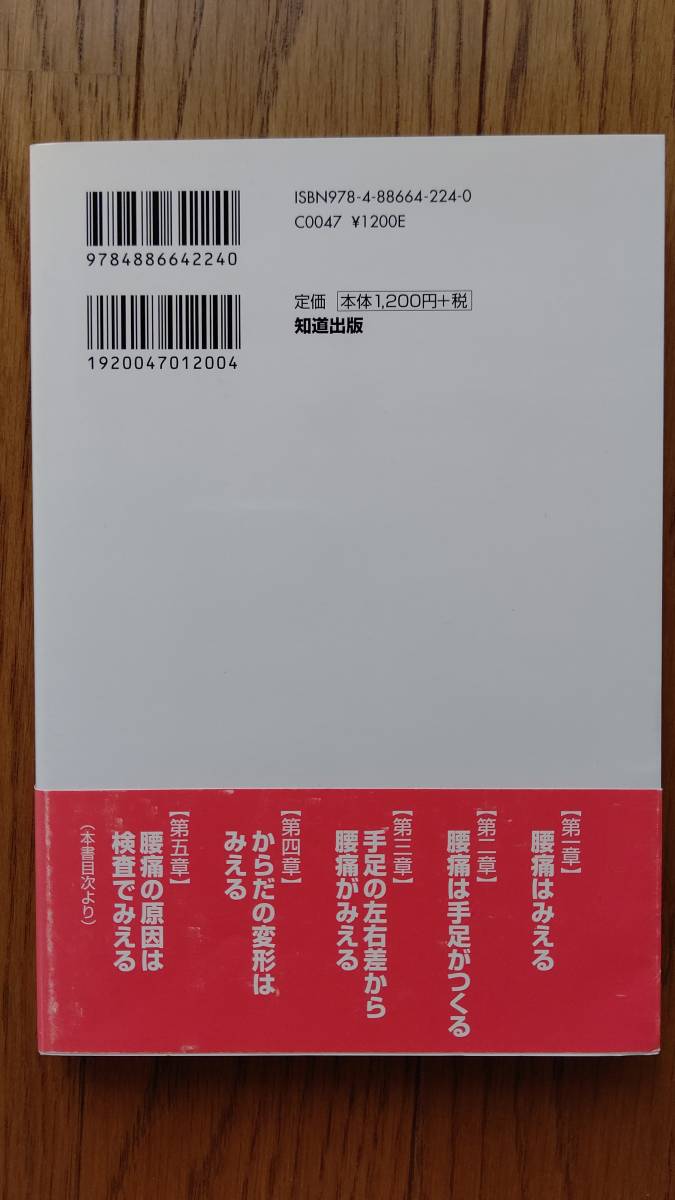 ISBN978-4-88664-224-0
C0047 ¥1200E
9784886642240
定価 本体1,200円+税
知道出版
1920047012004
【第一章】
腰痛はみえる
【第二章】
腰痛は手足がつくる
【第三章】
手足の左右差から
腰痛がみえる
【第四章】
からだの変形は
みえる
【第五章】
腰痛の原因は
検査でみえる
（本書目次より）